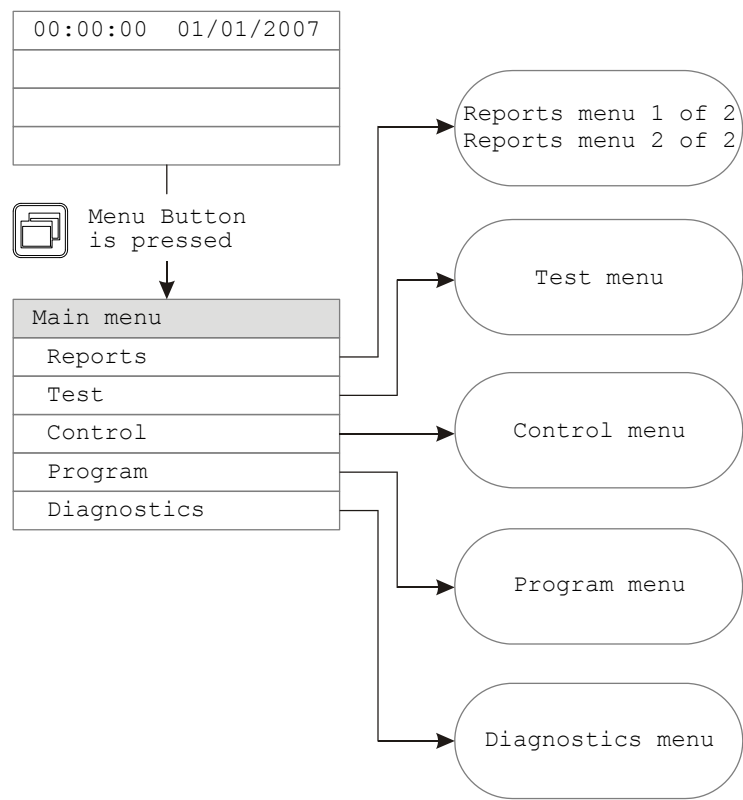 00:00:00 01/01/2007
Menu Button
is pressed
Main menu
Reports
Test
Control
Program
Diagnostics
Reports menu 1 of 2
Reports menu 2 of 2
Test menu
Control menu
Program menu
Diagnostics menu